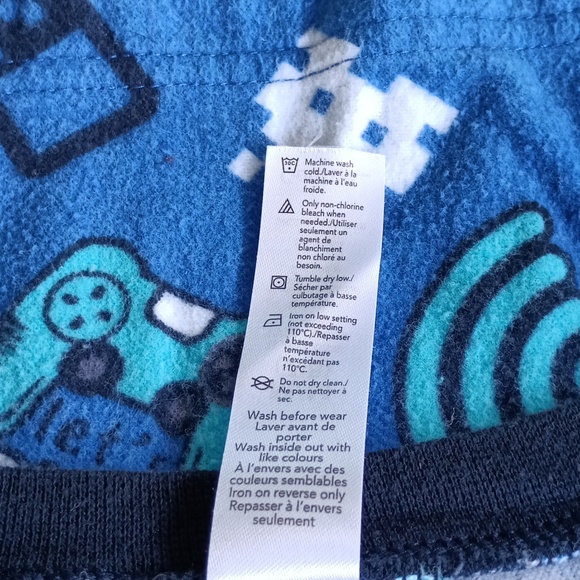 30C
Machine wash
cold./Laver à la
machine à l'eau
froide.
Only non-chlorine
bleach when
needed./Utiliser
seulement un
agent de
blanchiment
non chloré au
besoin.
Tumble dry low./
Sécher par
culbutage à basse
température.
Iron on low setting
(not exceeding
110°C)./Repasser
à basse
température
n'excédant pas
110°C.
Do not dry clean./
Ne pas nettoyer à
sec.
Wash before wear
Laver avant de
porter
Wash inside out with
like colours
À l'envers avec des
couleurs semblables
Iron on reverse only
Repasser à l'envers
seulement